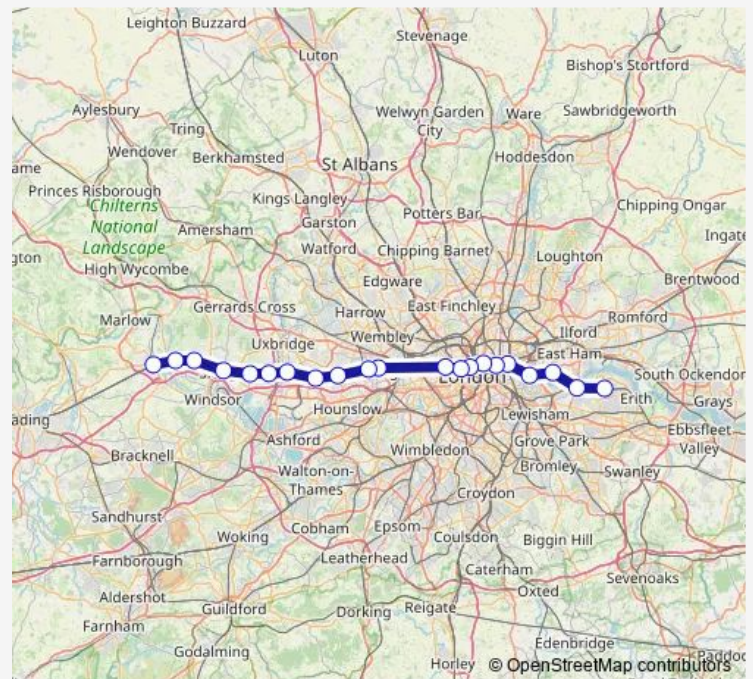 Leighton Buzzard
Stevenage
Luton
Bishop's Stortford
Aylesbury
Welwyn Garden
City
Ware
Sawbridgeworth
Tring
Wendover
Berkhamsted
Hoddesdon
ame
St Albans
Princes Risborough
Kings Langley
Chipping Ongar
Chilterns
National
Landscape
Potters Bar
Garston
Amersham
Watford
Chipping Barnet
Ingate
gton
High Wycombe
Loughton
Edgware
Brentwood
Gerrards Cross
Harrow
East Finchley
Marlow
Romford
Uxbridge
Wembley
Ilford
East Ham
London
South Ockendon
Windsor
Erith
Grays
Hounslow
Lewisham
ading
Ebbsfleet
Valley
Ashford
Grove Park
Bracknell
Wimbledon
Walton-on-
Thames
Bromley
Swanley
Croydon
Sandhurst
Cobham
Epsom
Woking
Coulsdon
Biggin Hill
Farnborough
Leatherhead
Caterham
Sevenoaks
Oxted
Aldershot
Guildford
Dorking
Reigate
Farnham
Edenbridge
Godalming
Paddoc
Horley
© OpenStreetMap contributors